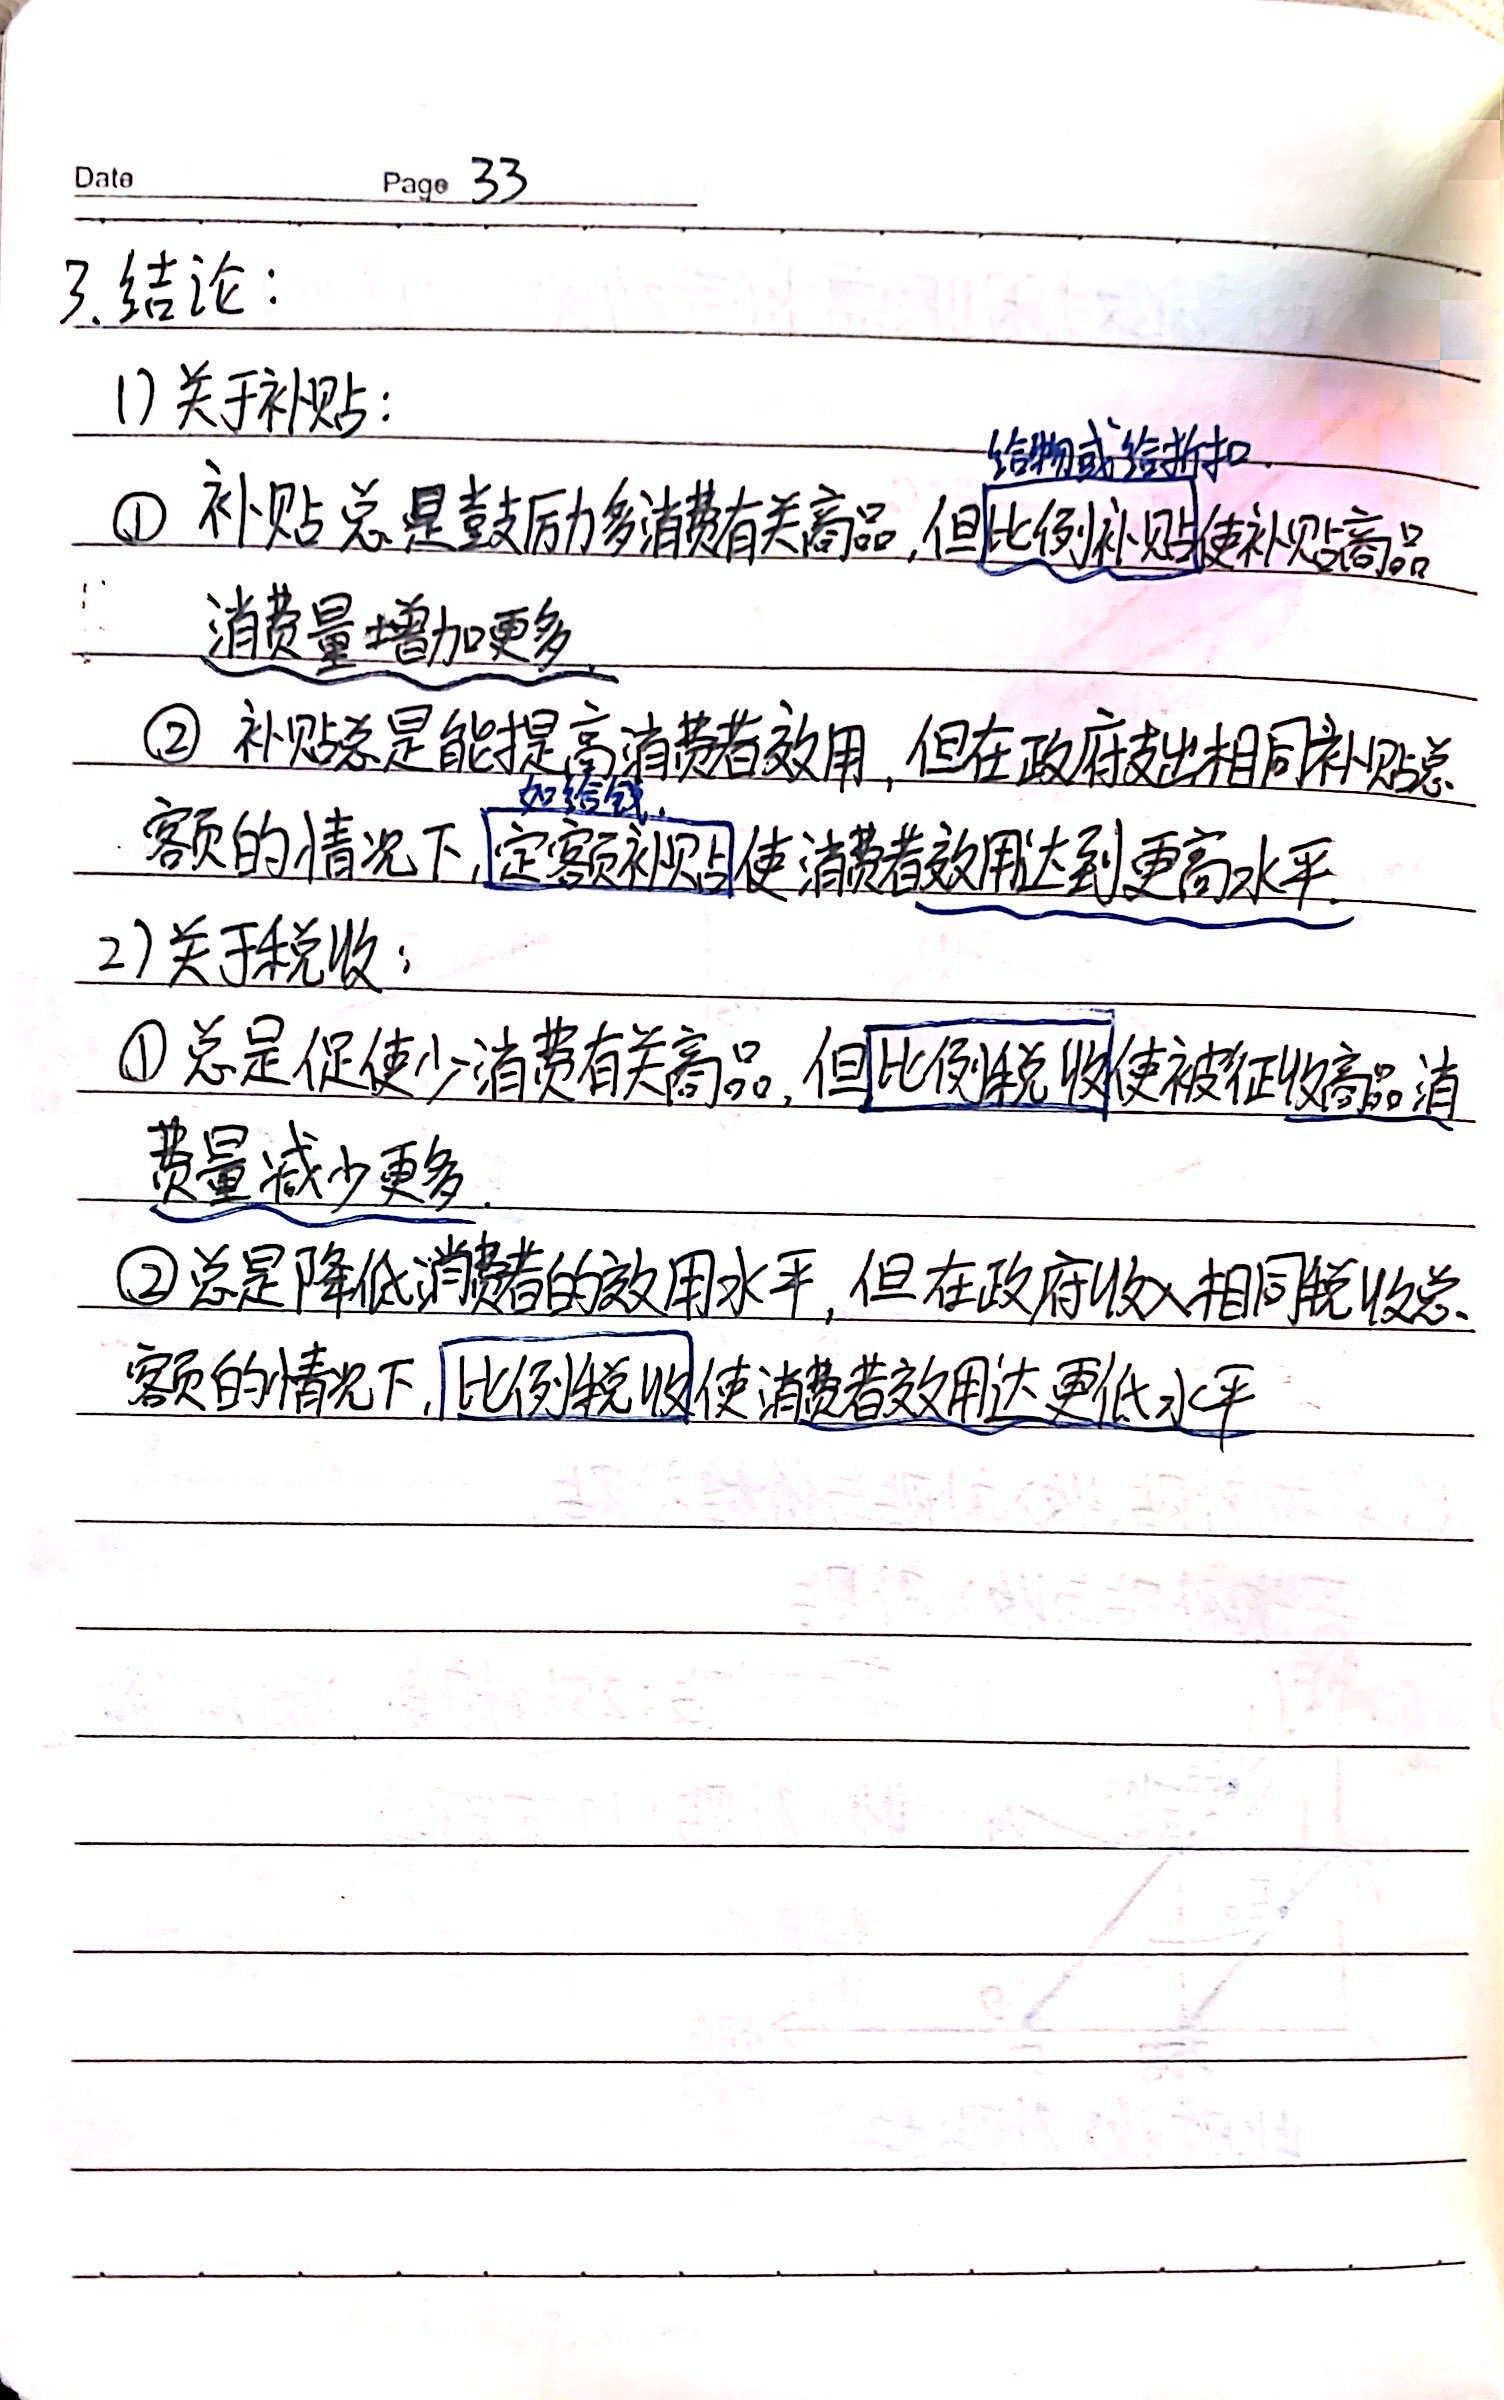 Date Page 33
3.结论:
1)关于补贴:
给物或给折扣.
① 补贴总是鼓励多消费有关商品,但比例补贴使补贴商品
消费量增加更多.
② 补贴总是能提高消费者效用,但在政府支出相同补贴总
如给钱.
额的情况下,定额补贴使消费者效用达到更高水平.
2)关于税收:
①总是促使少消费有关商品,但比例税收使被征收商品消
费量减少更多.
②总是降低消费者的效用水平,但在政府收入相同税收总
额的情况下,比例税收使消费者效用达更低水平